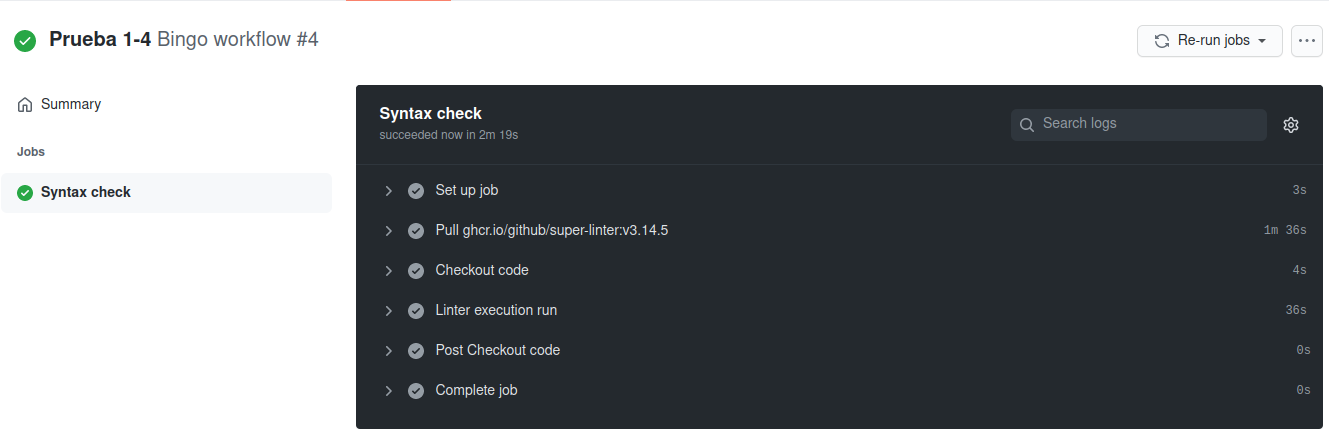 Prueba 1-4 Bingo workflow #4
Re-run jobs
Summary
Jobs
Syntax check
Syntax check
succeeded now in 2m 19s
Search logs
Set up job 3s
Pull ghcr.io/github/super-linter:v3.14.5 1m 36s
Checkout code 4s
Linter execution run 36s
Post Checkout code 0s
Complete job 0s